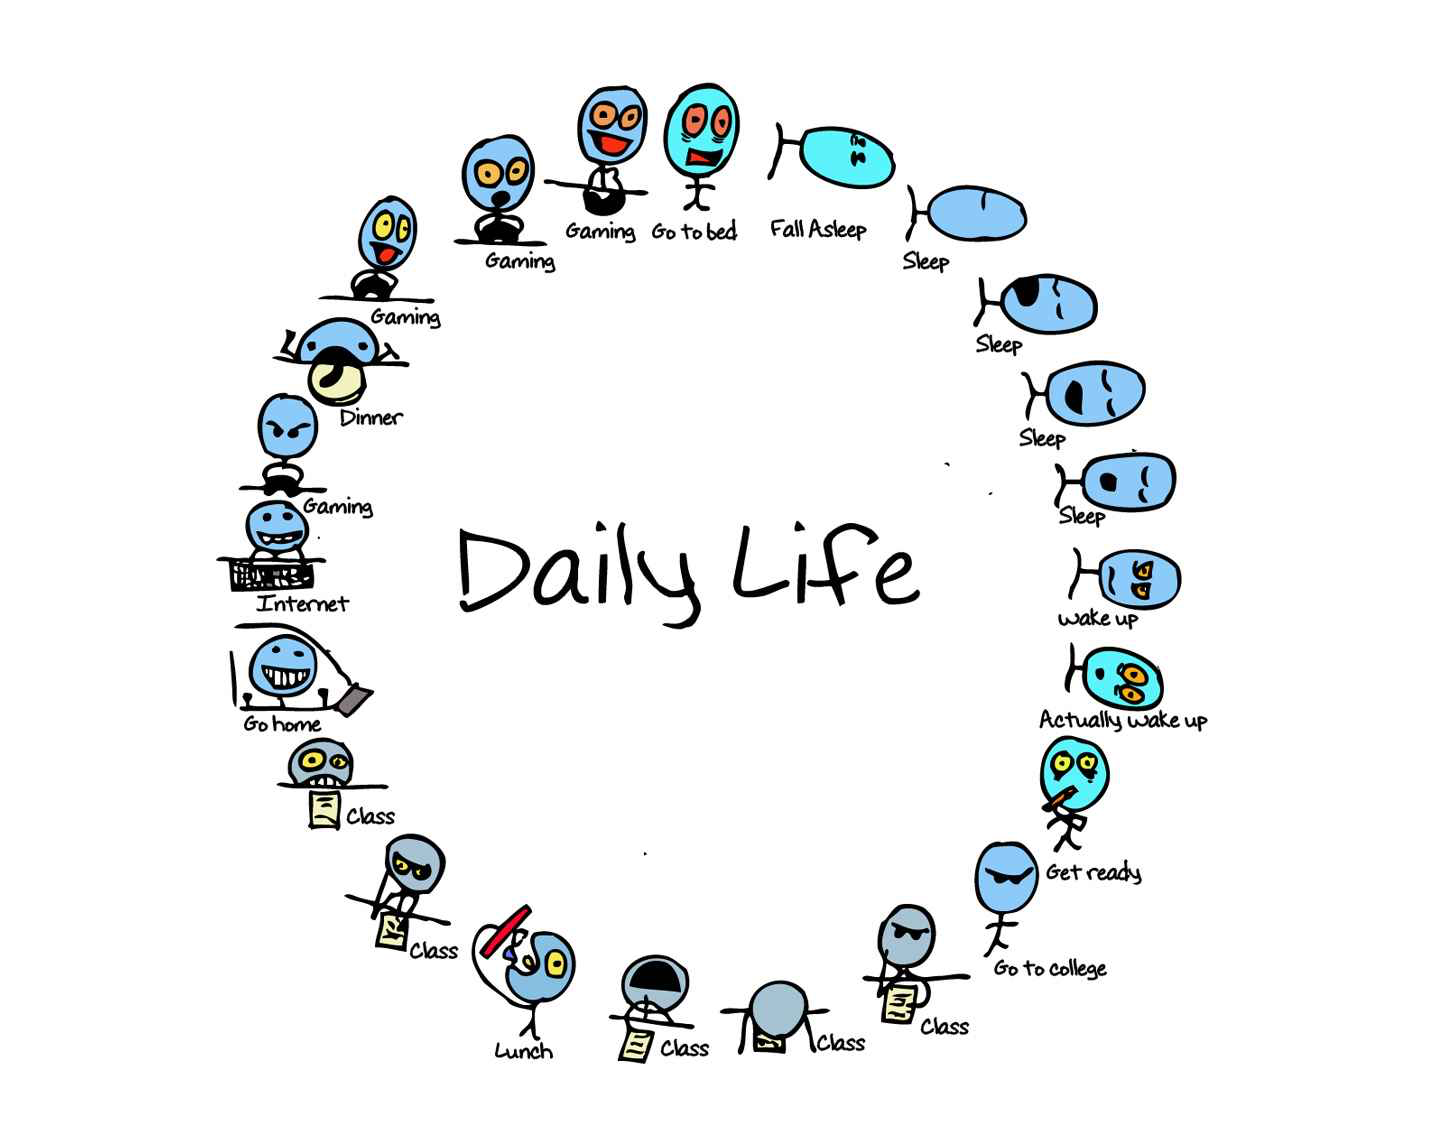 Go to bed
Fall Asleep
Sleep
Sleep
Sleep
Sleep
wake up
Actually wake up
Get ready
Go to college
Class
Class
Class
Lunch
Class
Class
Go home
Internet
Gaming
Dinner
Gaming
Gaming
Gaming
Daily Life